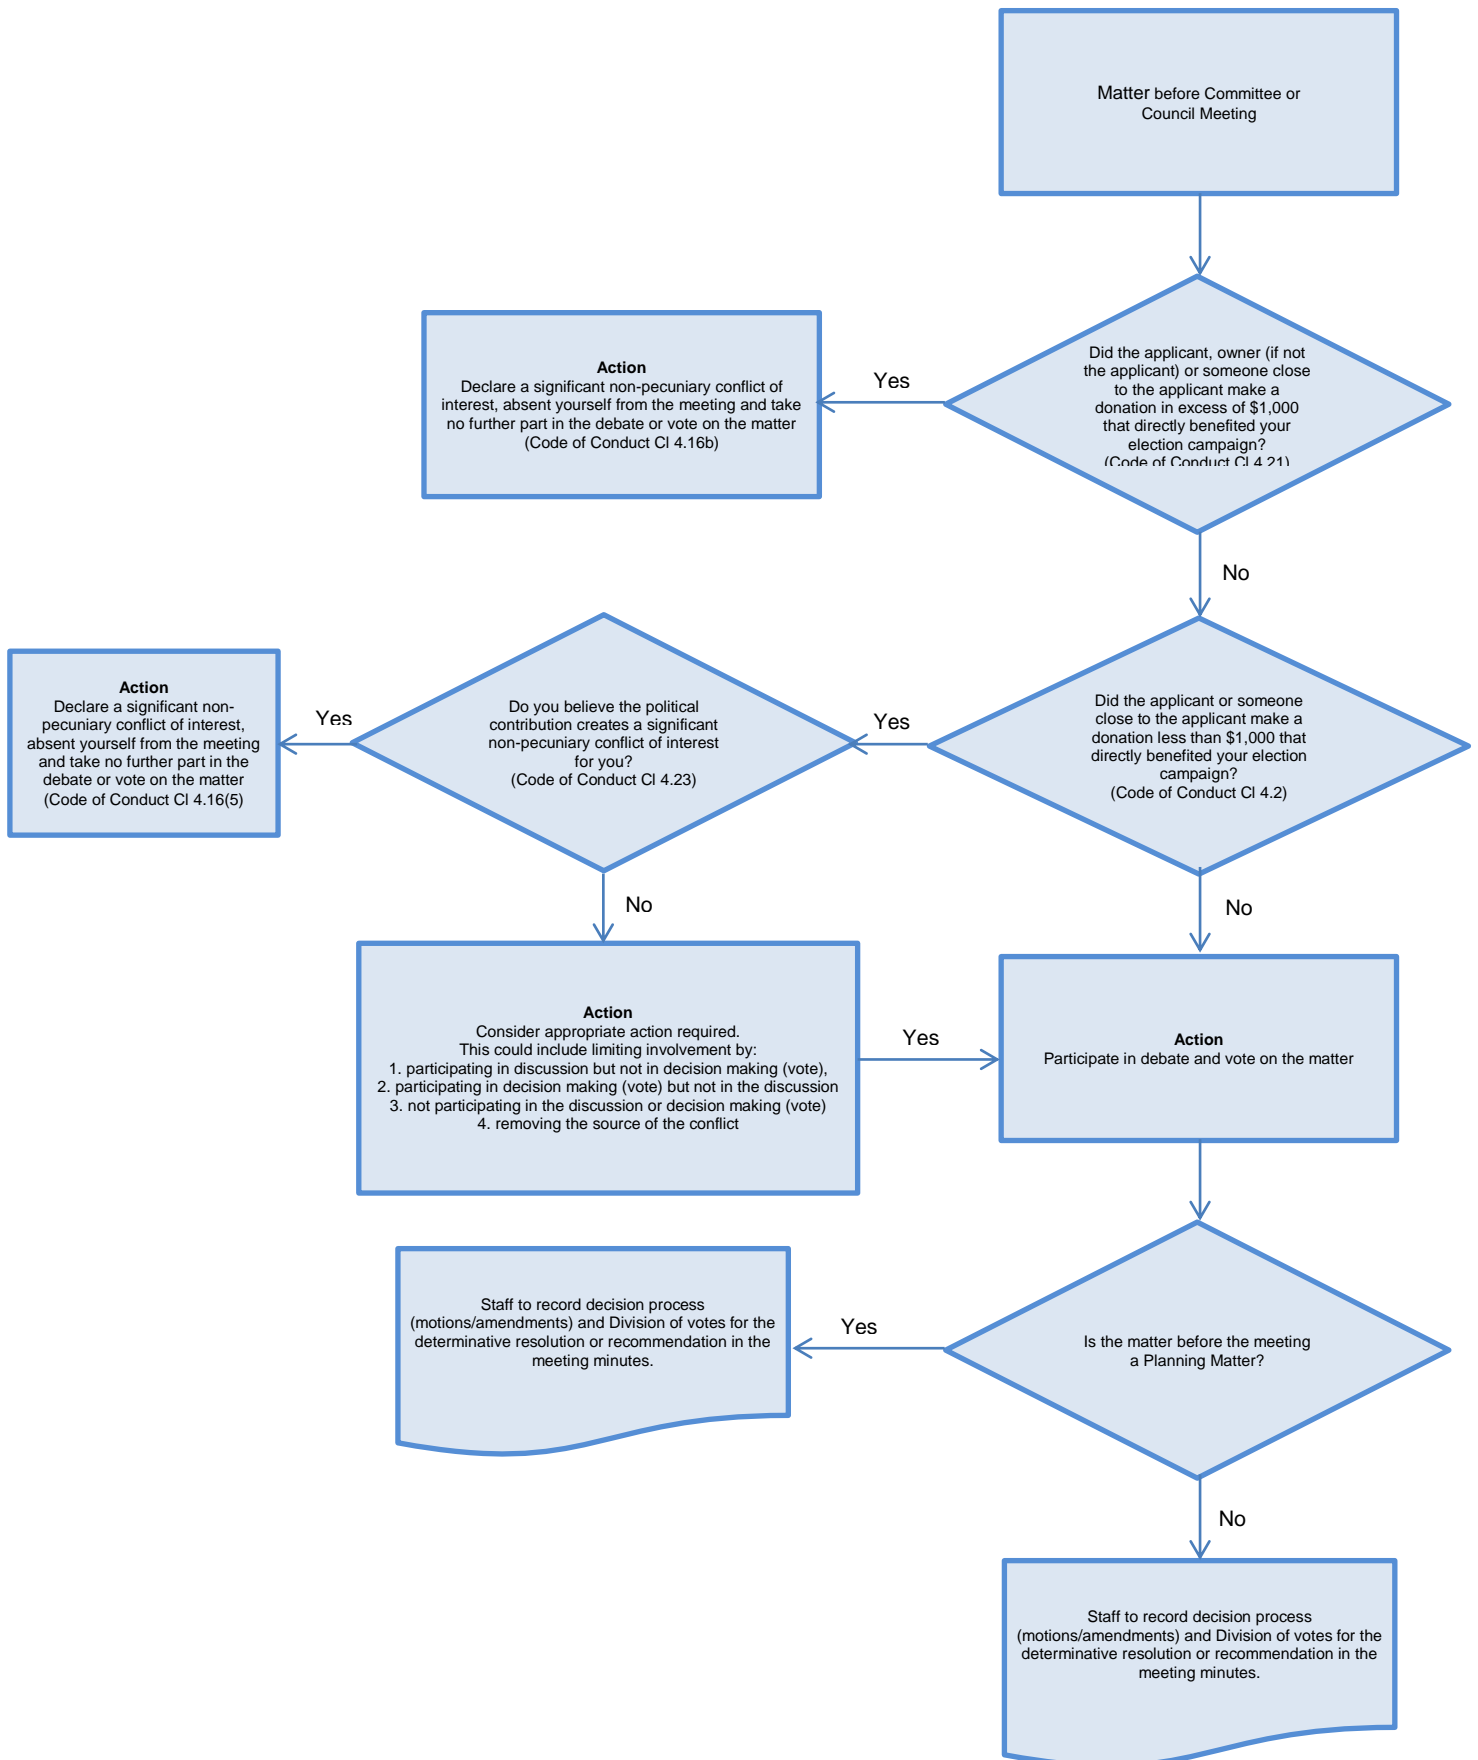 Matter before Committee or
Council Meeting
Did the applicant, owner (if not
the applicant) or someone close
to the applicant make a
donation in excess of $1,000
that directly benefited your
election campaign?
(Code of Conduct Cl 4.21)
Yes
Action
Declare a significant non-pecuniary conflict of
interest, absent yourself from the meeting and take
no further part in the debate or vote on the matter
(Code of Conduct Cl 4.16b)
No
Did the applicant or someone
close to the applicant make a
donation less than $1,000 that
directly benefited your election
campaign?
(Code of Conduct Cl 4.2)
Yes
Do you believe the political
contribution creates a significant
non-pecuniary conflict of interest
for you?
(Code of Conduct Cl 4.23)
Yes
Action
Declare a significant non-
pecuniary conflict of interest,
absent yourself from the meeting
and take no further part in the
debate or vote on the matter
(Code of Conduct Cl 4.16(5)
No
No
Action
Consider appropriate action required.
This could include limiting involvement by:
1. participating in discussion but not in decision making (vote),
2. participating in decision making (vote) but not in the discussion
3. not participating in the discussion or decision making (vote)
4. removing the source of the conflict
Yes
Action
Participate in debate and vote on the matter
Is the matter before the meeting
a Planning Matter?
Yes
Staff to record decision process
(motions/amendments) and Division of votes for the
determinative resolution or recommendation in the
meeting minutes.
No
Staff to record decision process
(motions/amendments) and Division of votes for the
determinative resolution or recommendation in the
meeting minutes.